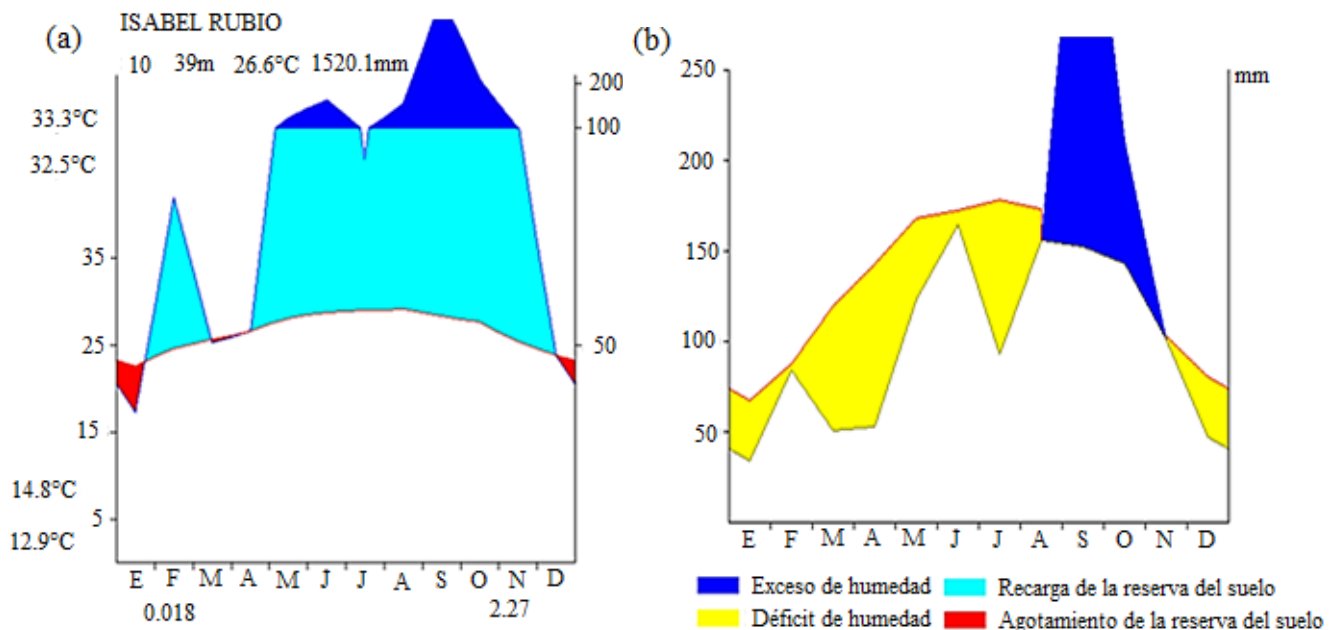 (a)
ISABEL RUBIO
10 39m 26.6°C 1520.1mm
33.3°C
32.5°C
35
25
15
14.8°C
5
12.9°C
200
100
50
E F M A M J J A S O N D
0.018 2.27
(b)
mm
250
200
150
100
50
E F M A M J J A S O N D
Exceso de humedad
Recarga de la reserva del suelo
Déficit de humedad
Agotamiento de la reserva del suelo